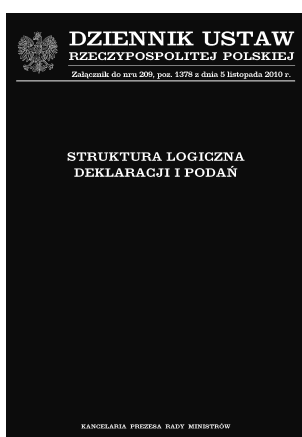 DZIENNIK USTAW
RZECZYPOSPOLITEJ POLSKIEJ
Załącznik do nru 209, poz. 1378 z dnia 5 listopada 2010 r.
STRUKTURA LOGICZNA
DEKLARACJI I PODAŃ
KANCELARIA PREZESA RADY MINISTRÓW